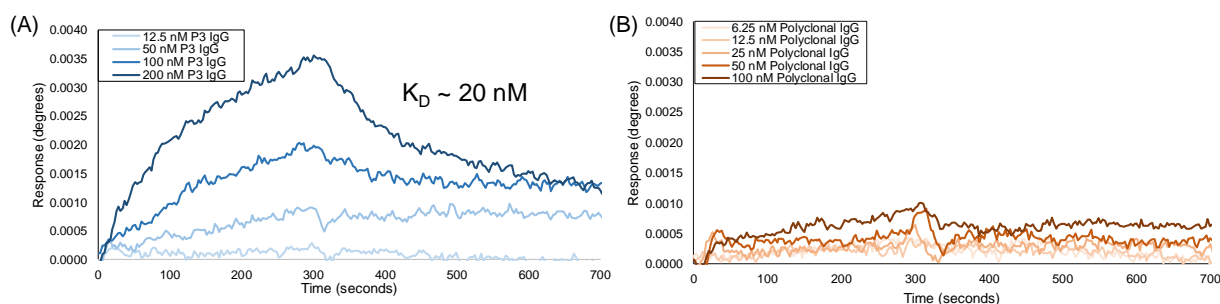 (A)
0.0040
0.0035
0.0030
0.0025
0.0020
0.0015
0.0010
0.0005
0.0000
Response (degrees)
12.5 nM P3 IgG
50 nM P3 IgG
100 nM P3 IgG
200 nM P3 IgG
K_D ~ 20 nM
0 100 200 300 400 500 600 700
Time (seconds)
(B)
0.0040
0.0035
0.0030
0.0025
0.0020
0.0015
0.0010
0.0005
0.0000
Response (degrees)
6.25 nM Polyclonal IgG
12.5 nM Polyclonal IgG
25 nM Polyclonal IgG
50 nM Polyclonal IgG
100 nM Polyclonal IgG
0 100 200 300 400 500 600 700
Time (seconds)